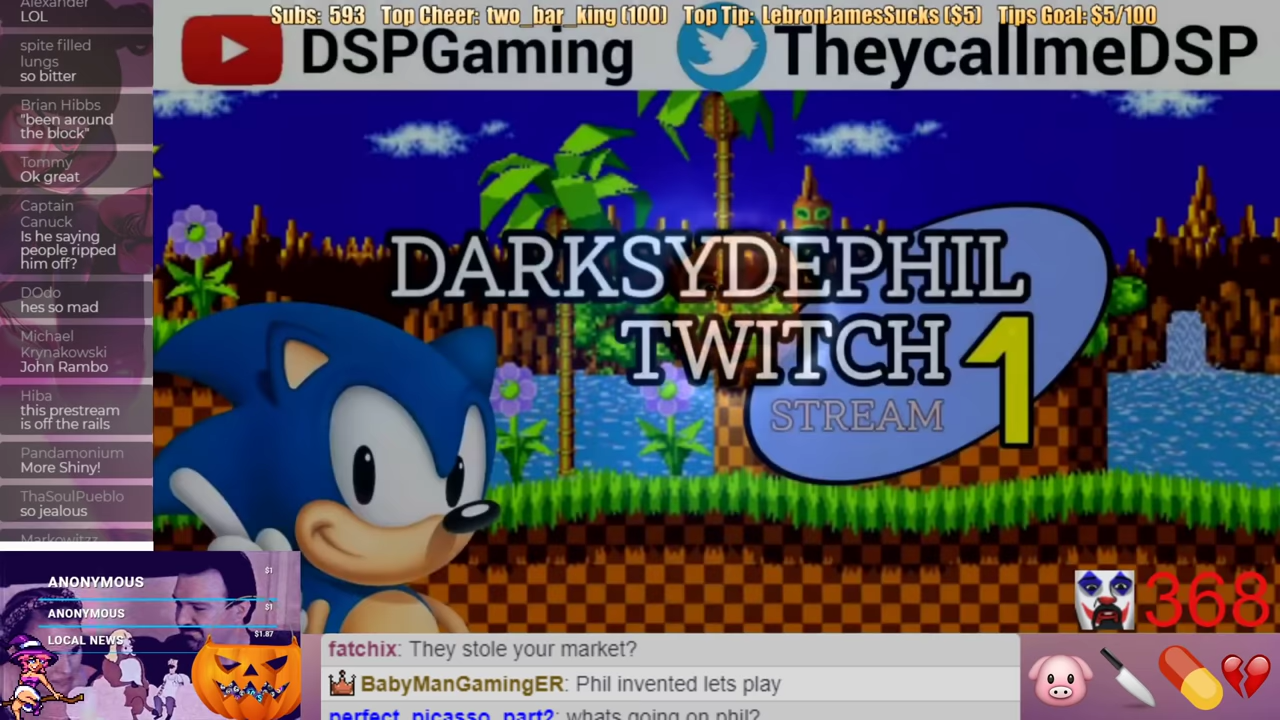 Subs: 593 Top Cheer: two_bar_king (100) Top Tip: LebronJamesSucks ($5) Tips Goal: $5/100
DSPGaming TheycallmeDSP
Alexander
LOL
spite filled
lungs
so bitter
Brian Hibbs
"been around
the block"
Tommy
Ok great
Captain
Canuck
Is he saying
people ripped
him off?
DOdo
hes so mad
Michael
Krynakowski
John Rambo
Hiba
this prestream
is off the rails
Pandamonium
More Shiny!
ThaSoulPueblo
so jealous
Markowitzz
DARKSYDEPHIL
TWITCH 1
STREAM
368
ANONYMOUS $1
ANONYMOUS $1
LOCAL NEWS $1.87
fatchix: They stole your market?
BabyManGamingER: Phil invented lets play
perfect_picasso_part2: whats going on phil?